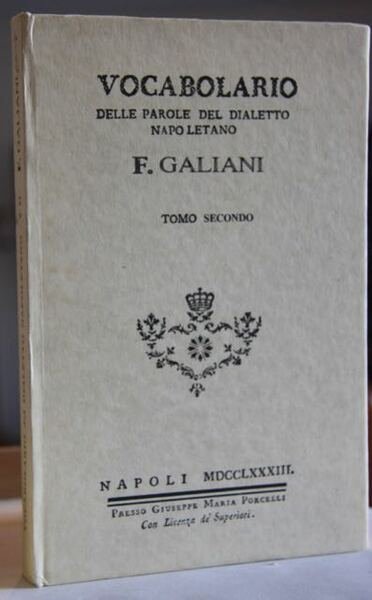 VOCABOLARIO
DELLE PAROLE DEL DIALETTO
NAPOLETANO
F. GALIANI
TOMO SECONDO
NAPOLI MDCCLXXXIII.
PRESSO GIUSEPPE MARIA PORCELLI
Con Licenza de' Superiori.